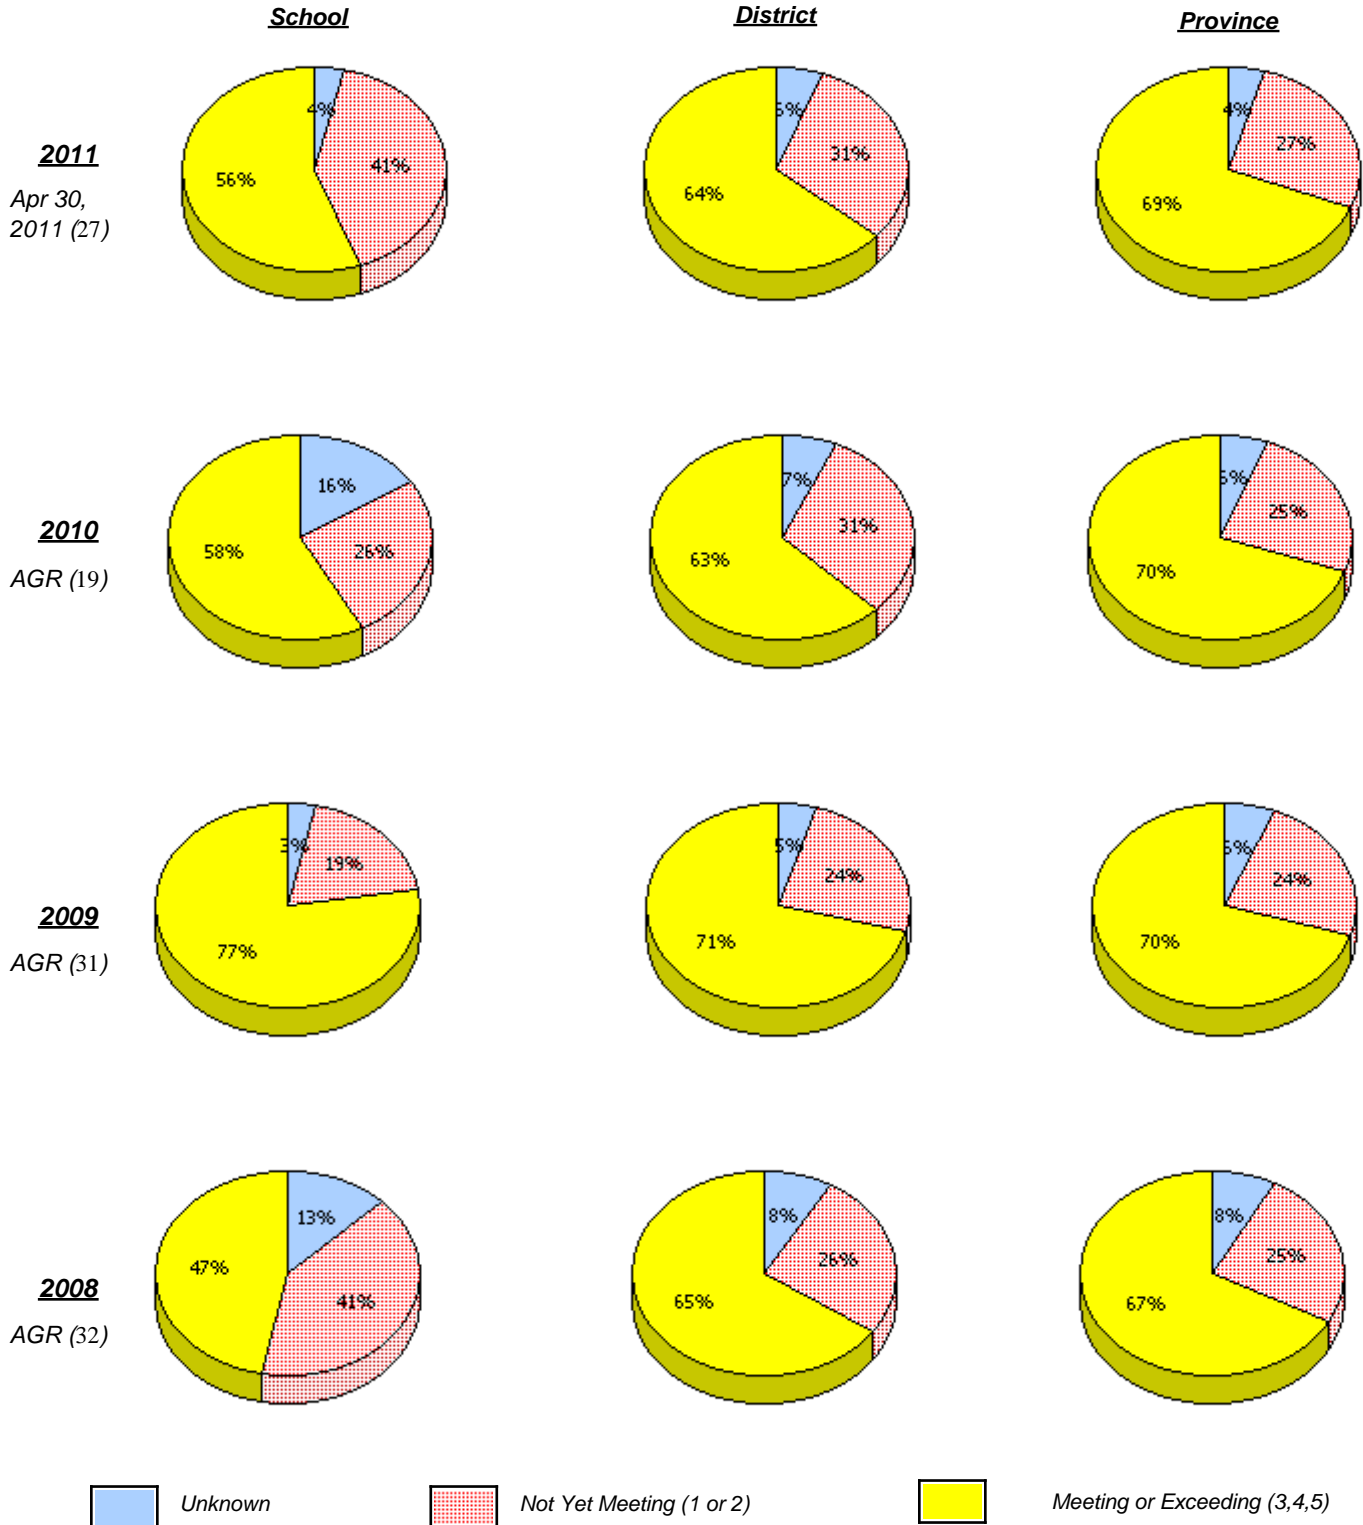 School District Province
4% 41% 56%
31% 64%
4% 27% 69%
2011
Apr 30,
2011 (27)
16% 26% 58%
7% 31% 63%
25% 70%
2010
AGR (19)
3% 19% 77%
5% 24% 71%
24% 70%
2009
AGR (31)
13% 41% 47%
8% 26% 65%
8% 25% 67%
2008
AGR (32)
Unknown Not Yet Meeting (1 or 2) Meeting or Exceeding (3,4,5)